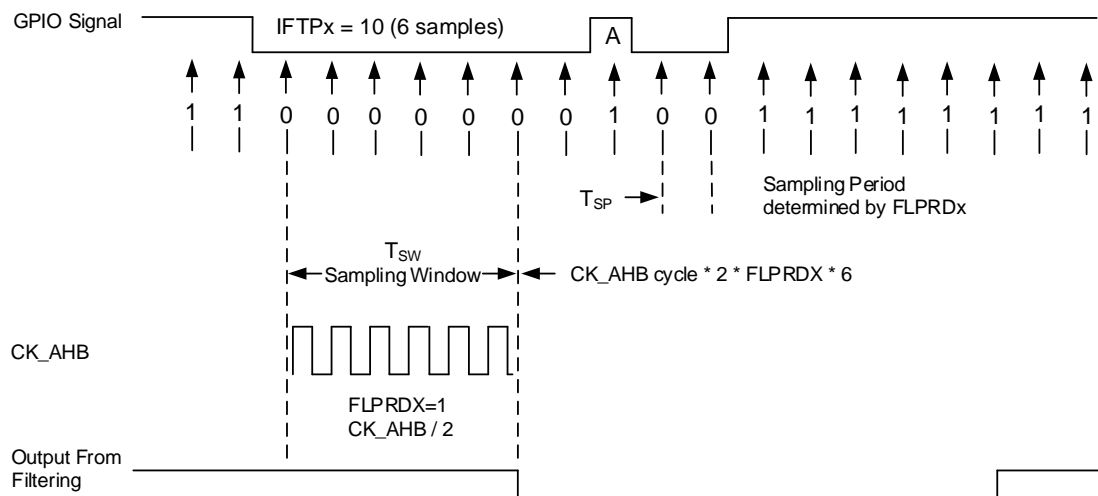 GPIO Signal
IFTPx = 10 (6 samples)
A
1 1 0 0 0 0 0 0 0 1 0 0 1 1 1 1 1 1 1 1
TSP
Sampling Period
determined by FLPRDx
TSW
Sampling Window
CK_AHB cycle * 2 * FLPRDX * 6
CK_AHB
FLPRDX=1
CK_AHB / 2
Output From
Filtering